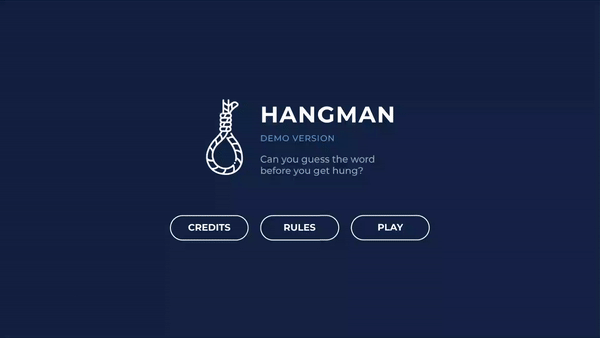 HANGMAN
DEMO VERSION
Can you guess the word
before you get hung?
CREDITS
RULES
PLAY